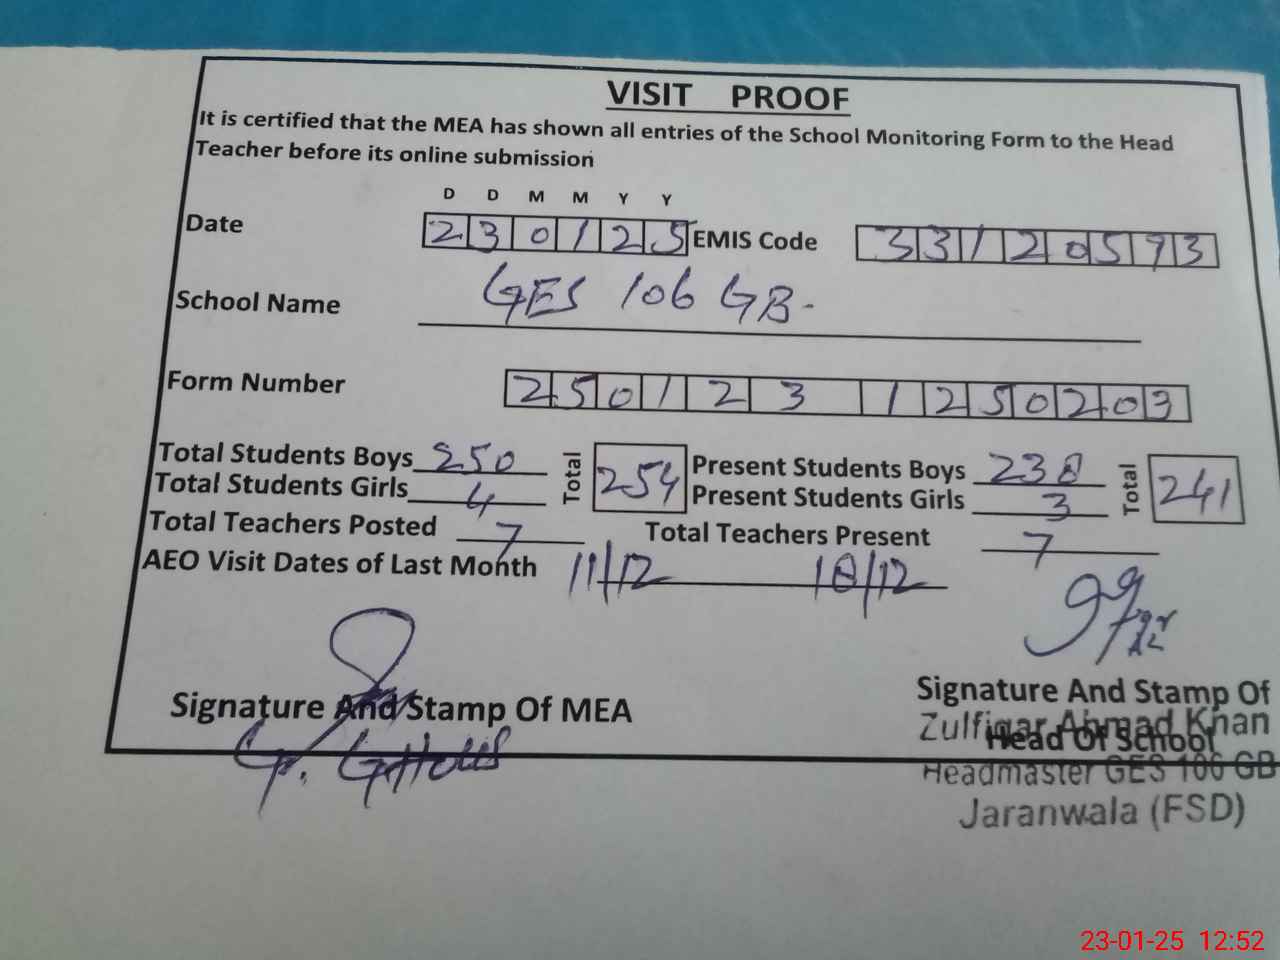 VISIT PROOF
It is certified that the MEA has shown all entries of the School Monitoring Form to the Head
Teacher before its online submission
D D M M Y Y
Date 230125 EMIS Code 33120593
School Name GES 106 GB.
Form Number 2501231250203
Total Students Boys 250 Total 254 Present Students Boys 238 Total 241
Total Students Girls 4 Present Students Girls 3
Total Teachers Posted 7 Total Teachers Present 7
AEO Visit Dates of Last Month 11/12 18/12
Signature And Stamp Of MEA
Signature And Stamp Of
Zulfiqar Ahmad Khan
Head Of School
Headmaster GES 106 GB
Jaranwala (FSD)
23-01-25 12:52